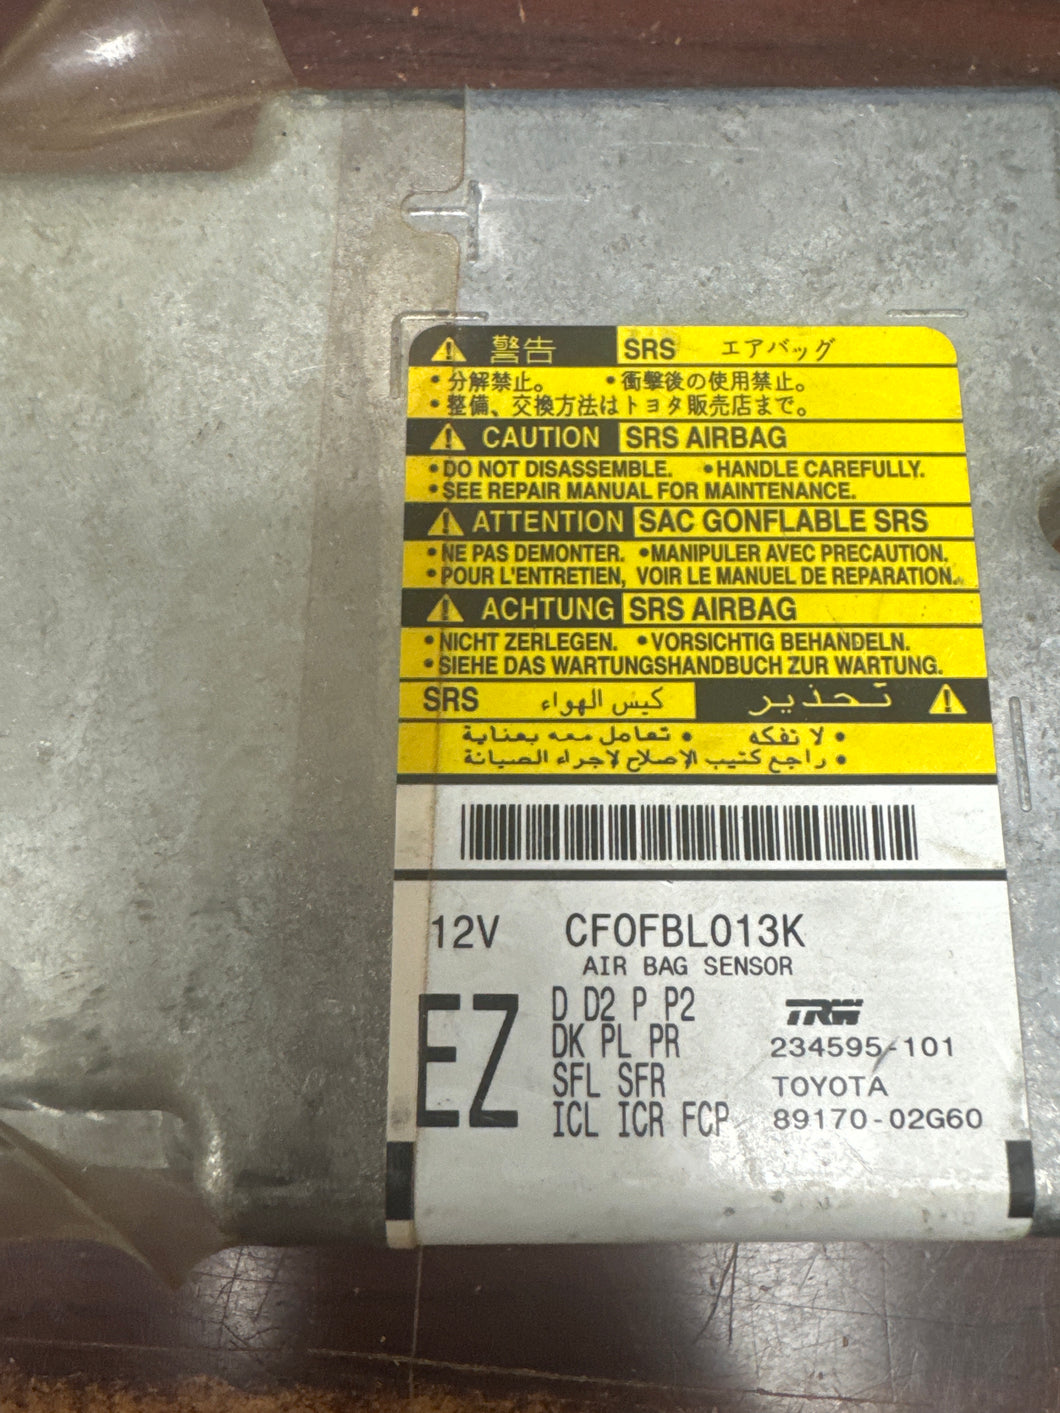 警告 SRS エアバッグ
・分解禁止。 ・衝撃後の使用禁止。
・整備、交換方法はトヨタ販売店まで。
CAUTION SRS AIRBAG
•DO NOT DISASSEMBLE. •HANDLE CAREFULLY.
•SEE REPAIR MANUAL FOR MAINTENANCE.
ATTENTION SAC GONFLABLE SRS
•NE PAS DEMONTER. •MANIPULER AVEC PRECAUTION.
•POUR L'ENTRETIEN, VOIR LE MANUEL DE REPARATION.
ACHTUNG SRS AIRBAG
•NICHT ZERLEGEN. •VORSICHTIG BEHANDELN.
•SIEHE DAS WARTUNGSHANDBUCH ZUR WARTUNG.
تحذير كيس الهواء SRS
• لا تفكه • تعامل معه بعناية
• راجع كتيب الإصلاح لإجراء الصيانة
12V CF0FBL013K
AIR BAG SENSOR
EZ
D D2 P P2
DK PL PR
SFL SFR
ICL ICR FCP
TRW
234595-101
TOYOTA
89170-02G60